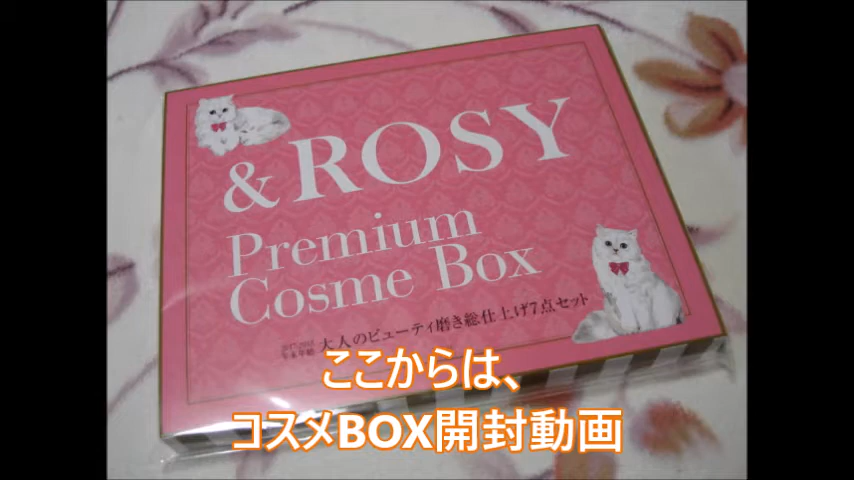 & ROSY
Premium
Cosme Box
大人のビューティ磨き総仕上げ7点セット
ここからは、
コスメBOX開封動画